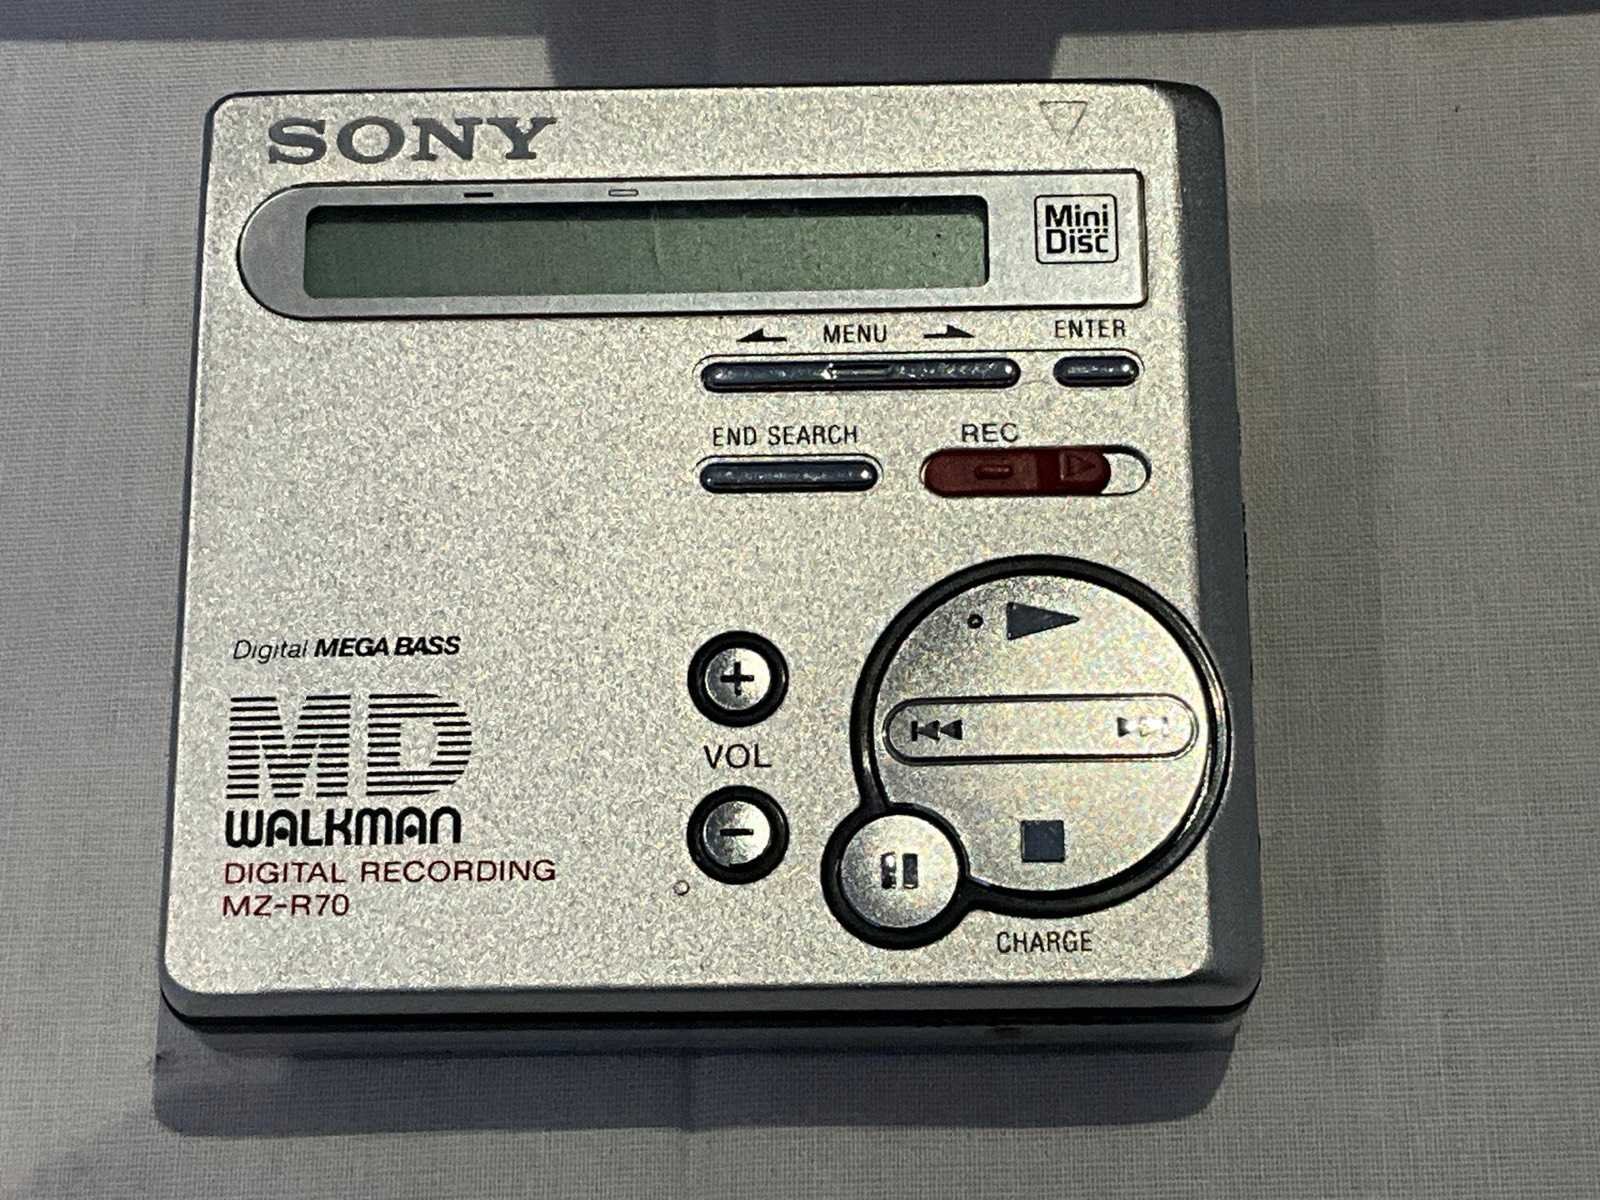 SONY
Mini
Disc
MENU
ENTER
END SEARCH
REC
Digital MEGA BASS
MD
WALKMAN
DIGITAL RECORDING
MZ-R70
VOL
CHARGE